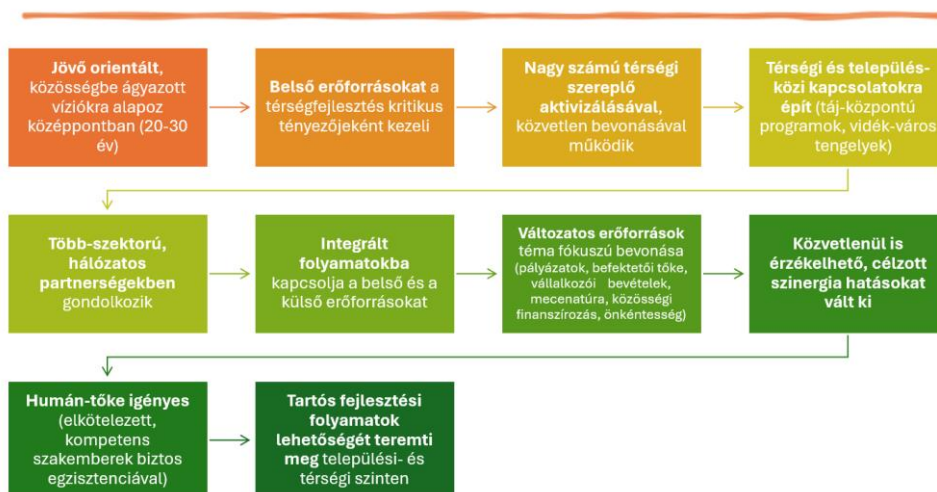 Jövő orientált,
közösségbe ágyazott
víziókra alapoz
középpontban (20-30
év)
Belső erőforrásokat a
térségfejlesztés kritikus
tényezőjeként kezeli
Nagy számú térségi
szereplő aktivizálásával,
közvetlen bevonásával
működik
Térségi és település-
közi kapcsolatokra
épít (táj-központú
programok, vidék-város
tengelyek)
Több-szektorú,
hálózatos
partnerségekben
gondolkozik
Integrált
folyamatokba
kapcsolja a belső és a
külső erőforrásokat
Változatos erőforrások
téma fókuszú bevonása
(pályázatok, befektetői tőke,
vállalkozói bevételek,
mecenatúra, közösségi
finanszírozás, önkéntesség)
Közvetlenül is
érzékelhető, célzott
szinergia hatásokat
vált ki
Humán-tőke igényes
(elkötelezett,
kompetens
szakemberek biztos
egzisztenciával)
Tartós fejlesztési
folyamatok
lehetőségét teremti
meg települési- és
térségi szinten